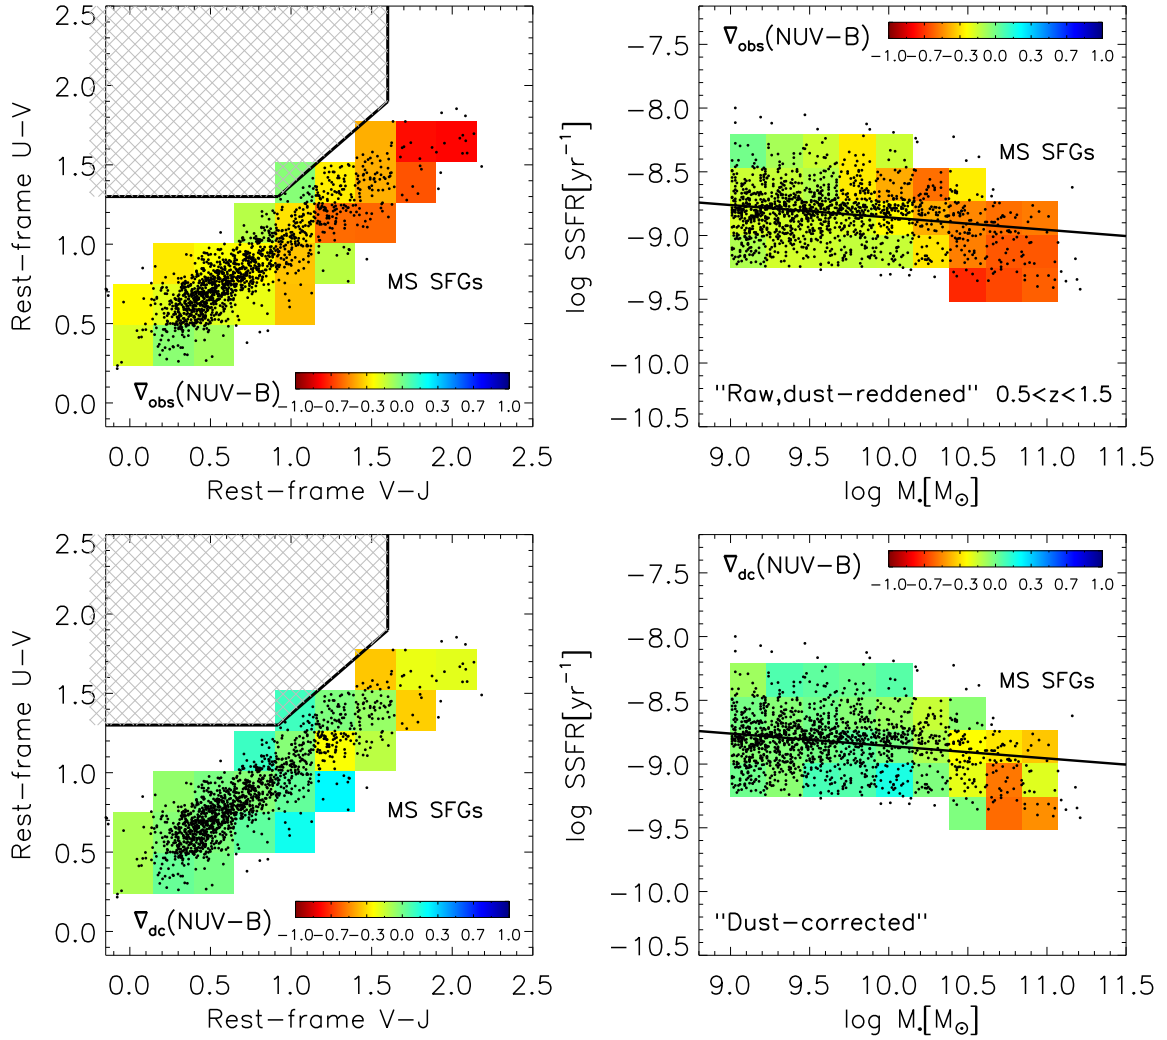 Rest-frame U-V
2.5
2.0
1.5
1.0
0.5
0.0
MS SFGs
∇obs(NUV-B)
-1.0 -0.7 -0.3 0.0 0.3 0.7 1.0
0.0 0.5 1.0 1.5 2.0 2.5
Rest-frame V-J
log SSFR[yr⁻¹]
-7.5
-8.0
-8.5
-9.0
-9.5
-10.0
-10.5
∇obs(NUV-B)
-1.0 -0.7 -0.3 0.0 0.3 0.7 1.0
MS SFGs
"Raw,dust-reddened" 0.5<z<1.5
9.0 9.5 10.0 10.5 11.0 11.5
log M*[M⊙]
Rest-frame U-V
2.5
2.0
1.5
1.0
0.5
0.0
MS SFGs
∇dc(NUV-B)
-1.0 -0.7 -0.3 0.0 0.3 0.7 1.0
0.0 0.5 1.0 1.5 2.0 2.5
Rest-frame V-J
log SSFR[yr⁻¹]
-7.5
-8.0
-8.5
-9.0
-9.5
-10.0
-10.5
∇dc(NUV-B)
-1.0 -0.7 -0.3 0.0 0.3 0.7 1.0
MS SFGs
"Dust-corrected"
9.0 9.5 10.0 10.5 11.0 11.5
log M*[M⊙]